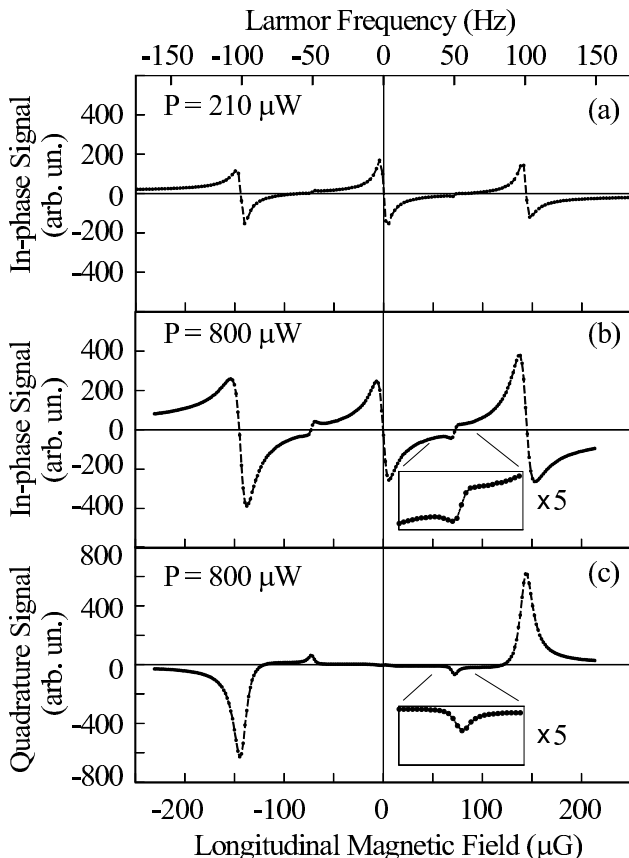 Larmor Frequency (Hz)
-150 -100 -50 0 50 100 150
P = 210 μW
(a)
In-phase Signal
(arb. un.)
400
200
0
-200
-400
P = 800 μW
(b)
In-phase Signal
(arb. un.)
400
200
0
-200
-400
x5
P = 800 μW
(c)
Quadrature Signal
(arb. un.)
800
400
0
-400
-800
x5
-200 -100 0 100 200
Longitudinal Magnetic Field (μG)